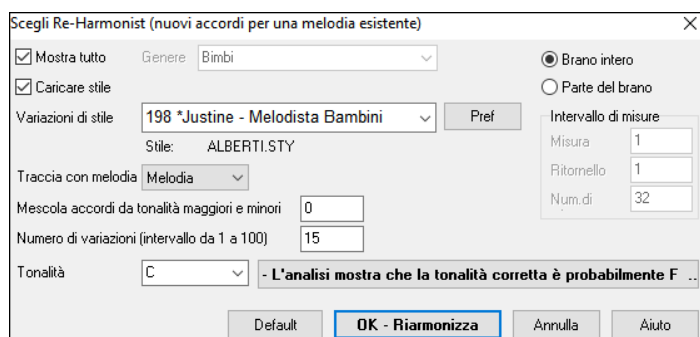 Scegli Re-Harmonist (nuovi accordi per una melodia esistente)
Mostra tutto Genere Bimbi Brano intero
Caricare stile Parte del brano
Variazioni di stile 198 *Justine - Melodista Bambini Pref Intervallo di misure
Stile: ALBERTI.STY Misura 1
Traccia con melodia Melodia Ritornello 1
Mescola accordi da tonalità maggiori e minori 0 Num.di 32
Numero di variazioni (intervallo da 1 a 100) 15
Tonalità C - L'analisi mostra che la tonalità corretta è probabilmente F ..
Default OK - Riarmonizza Annulla Aiuto